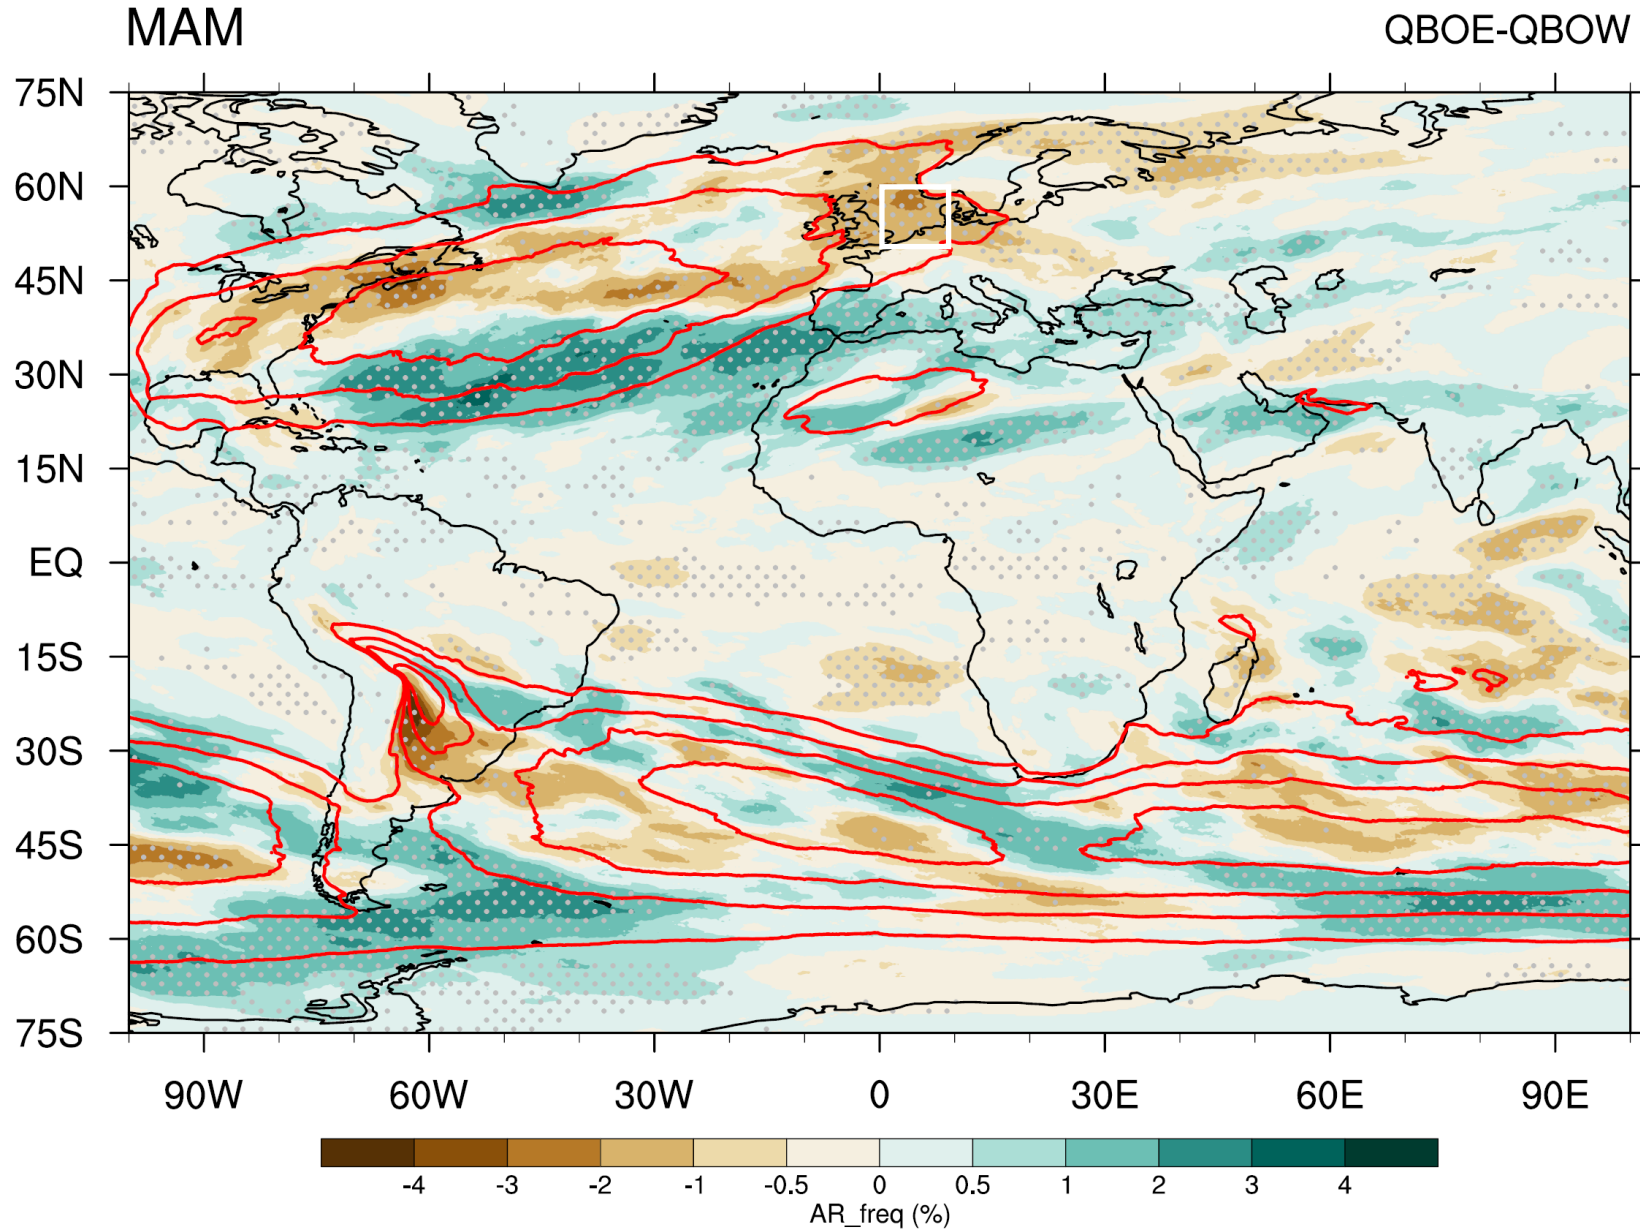 MAM QBOE-QBOW
75N
60N
45N
30N
15N
EQ
15S
30S
45S
60S
75S
90W 60W 30W 0 30E 60E 90E
-4 -3 -2 -1 -0.5 0 0.5 1 2 3 4
AR_freq (%)